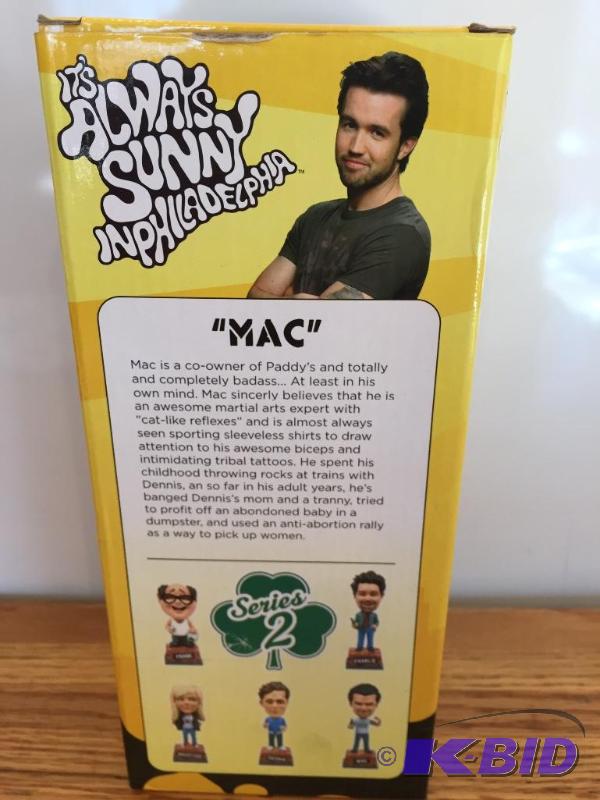 IT'S
ALWAYS
SUNNY
IN PHILADELPHIA™
"MAC"
Mac is a co-owner of Paddy's and totally
and completely badass... At least in his
own mind. Mac sincerly believes that he is
an awesome martial arts expert with
"cat-like reflexes" and is almost always
seen sporting sleeveless shirts to draw
attention to his awesome biceps and
intimidating tribal tattoos. He spent his
childhood throwing rocks at trains with
Dennis, an so far in his adult years, he's
banged Dennis's mom and a tranny, tried
to profit off an abondoned baby in a
dumpster, and used an anti-abortion rally
as a way to pick up women.
Series
2
FRANK
CHARLIE
DENNIS
MAC
© K-BID